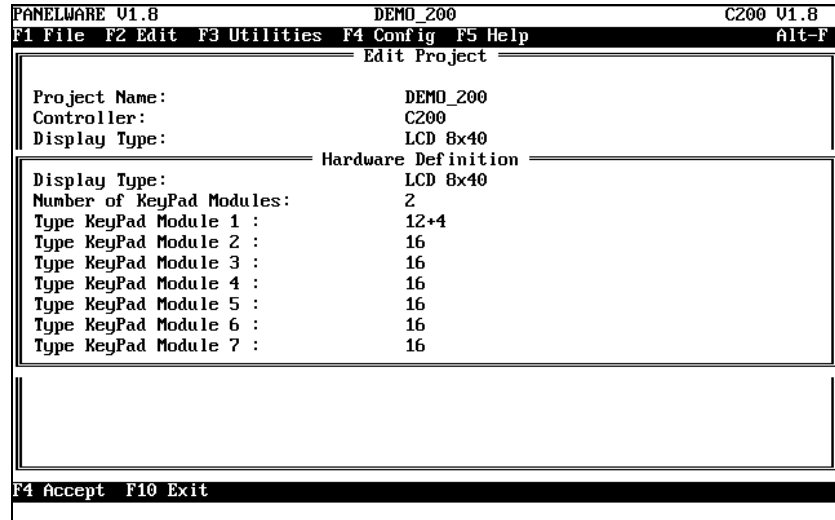 PANELWARE V1.8 DEMO_200 C200 V1.8
F1 File F2 Edit F3 Utilities F4 Config F5 Help Alt-F
Edit Project
Project Name: DEMO_200
Controller: C200
Display Type: LCD 8x40
Hardware Definition
Display Type: LCD 8x40
Number of KeyPad Modules: 2
Type KeyPad Module 1 : 12+4
Type KeyPad Module 2 : 16
Type KeyPad Module 3 : 16
Type KeyPad Module 4 : 16
Type KeyPad Module 5 : 16
Type KeyPad Module 6 : 16
Type KeyPad Module 7 : 16
F4 Accept F10 Exit